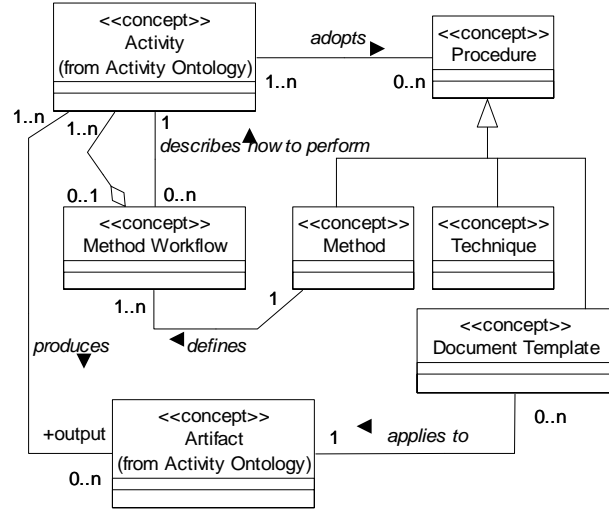 <<concept>>
Activity
(from Activity Ontology)
adopts
1..n
0..n
<<concept>>
Procedure
1..n
1..n
1
describes how to perform
0..1
0..n
<<concept>>
Method Workflow
<<concept>>
Method
<<concept>>
Technique
1..n
1
defines
produces
<<concept>>
Document Template
+output
0..n
<<concept>>
Artifact
(from Activity Ontology)
1
applies to
0..n